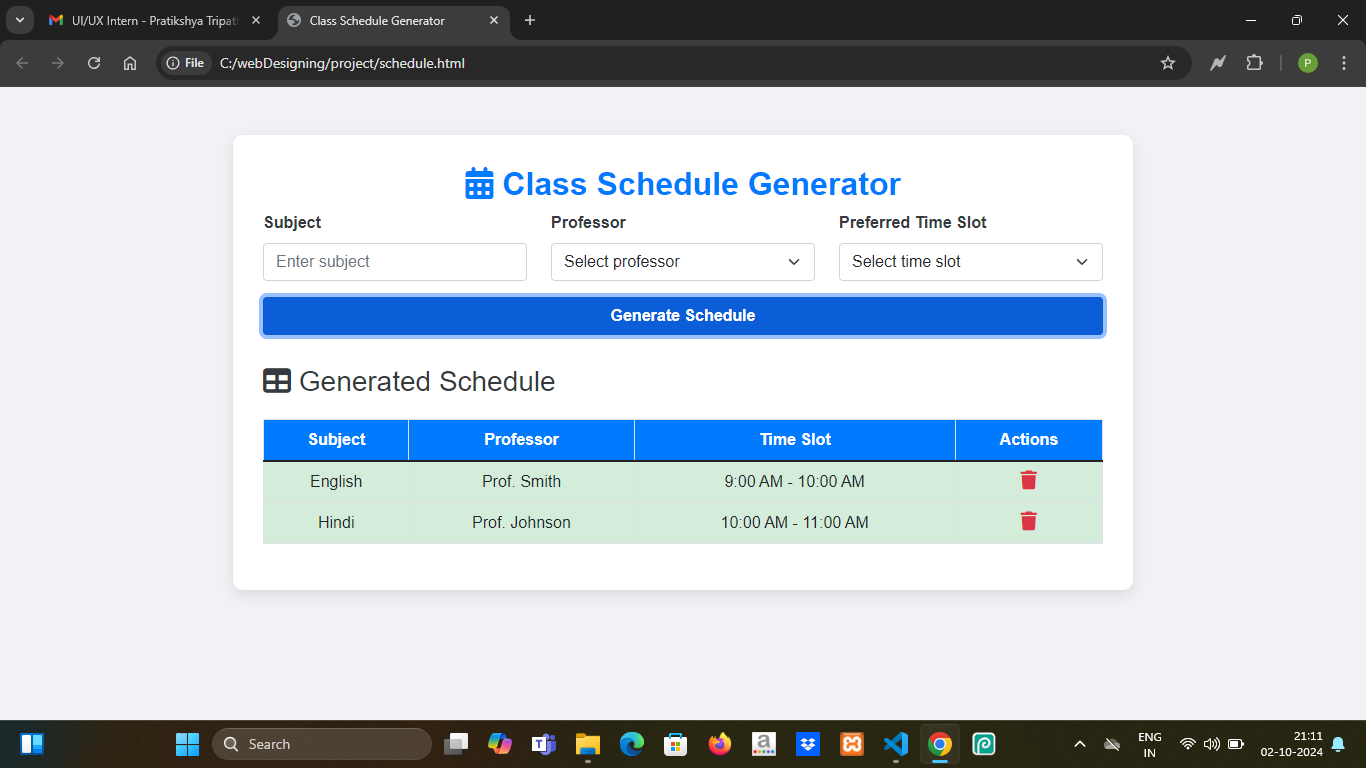 UI/UX Intern - Pratikshya Tripat
Class Schedule Generator
File
C:/webDesigning/project/schedule.html
P
Class Schedule Generator
Subject
Professor
Preferred Time Slot
Enter subject
Select professor
Select time slot
Generate Schedule
Generated Schedule
Subject Professor Time Slot Actions
English Prof. Smith 9:00 AM - 10:00 AM
Hindi Prof. Johnson 10:00 AM - 11:00 AM
Search
ENG
IN
21:11
02-10-2024